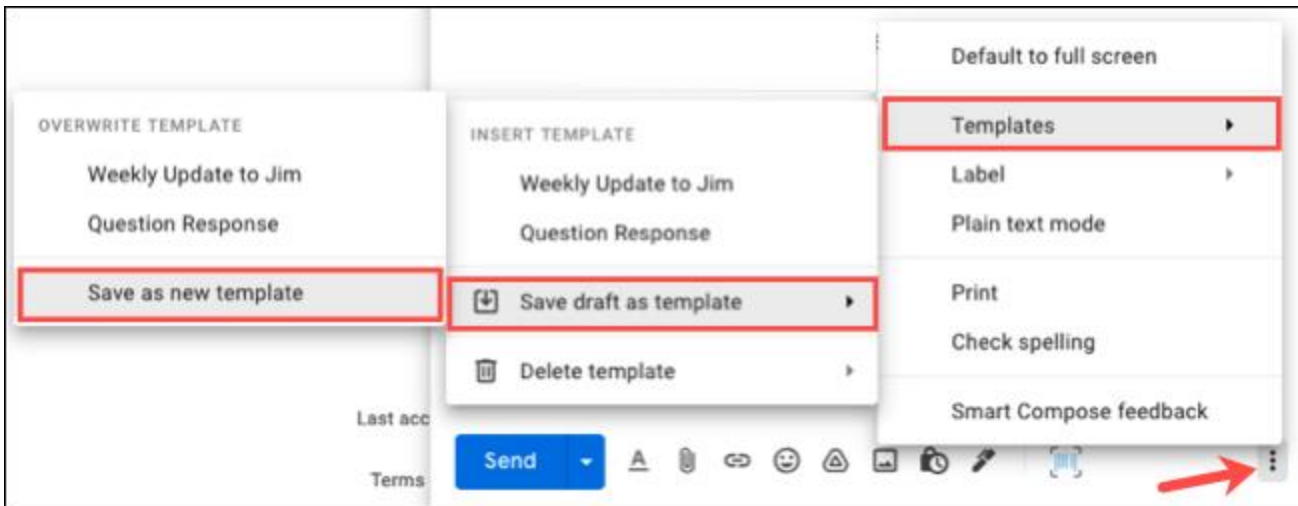 Default to full screen
OVERWRITE TEMPLATE
INSERT TEMPLATE
Templates
Weekly Update to Jim
Weekly Update to Jim
Label
Question Response
Question Response
Plain text mode
Save as new template
Save draft as template
Print
Check spelling
Delete template
Smart Compose feedback
Last acc
Send
Terms